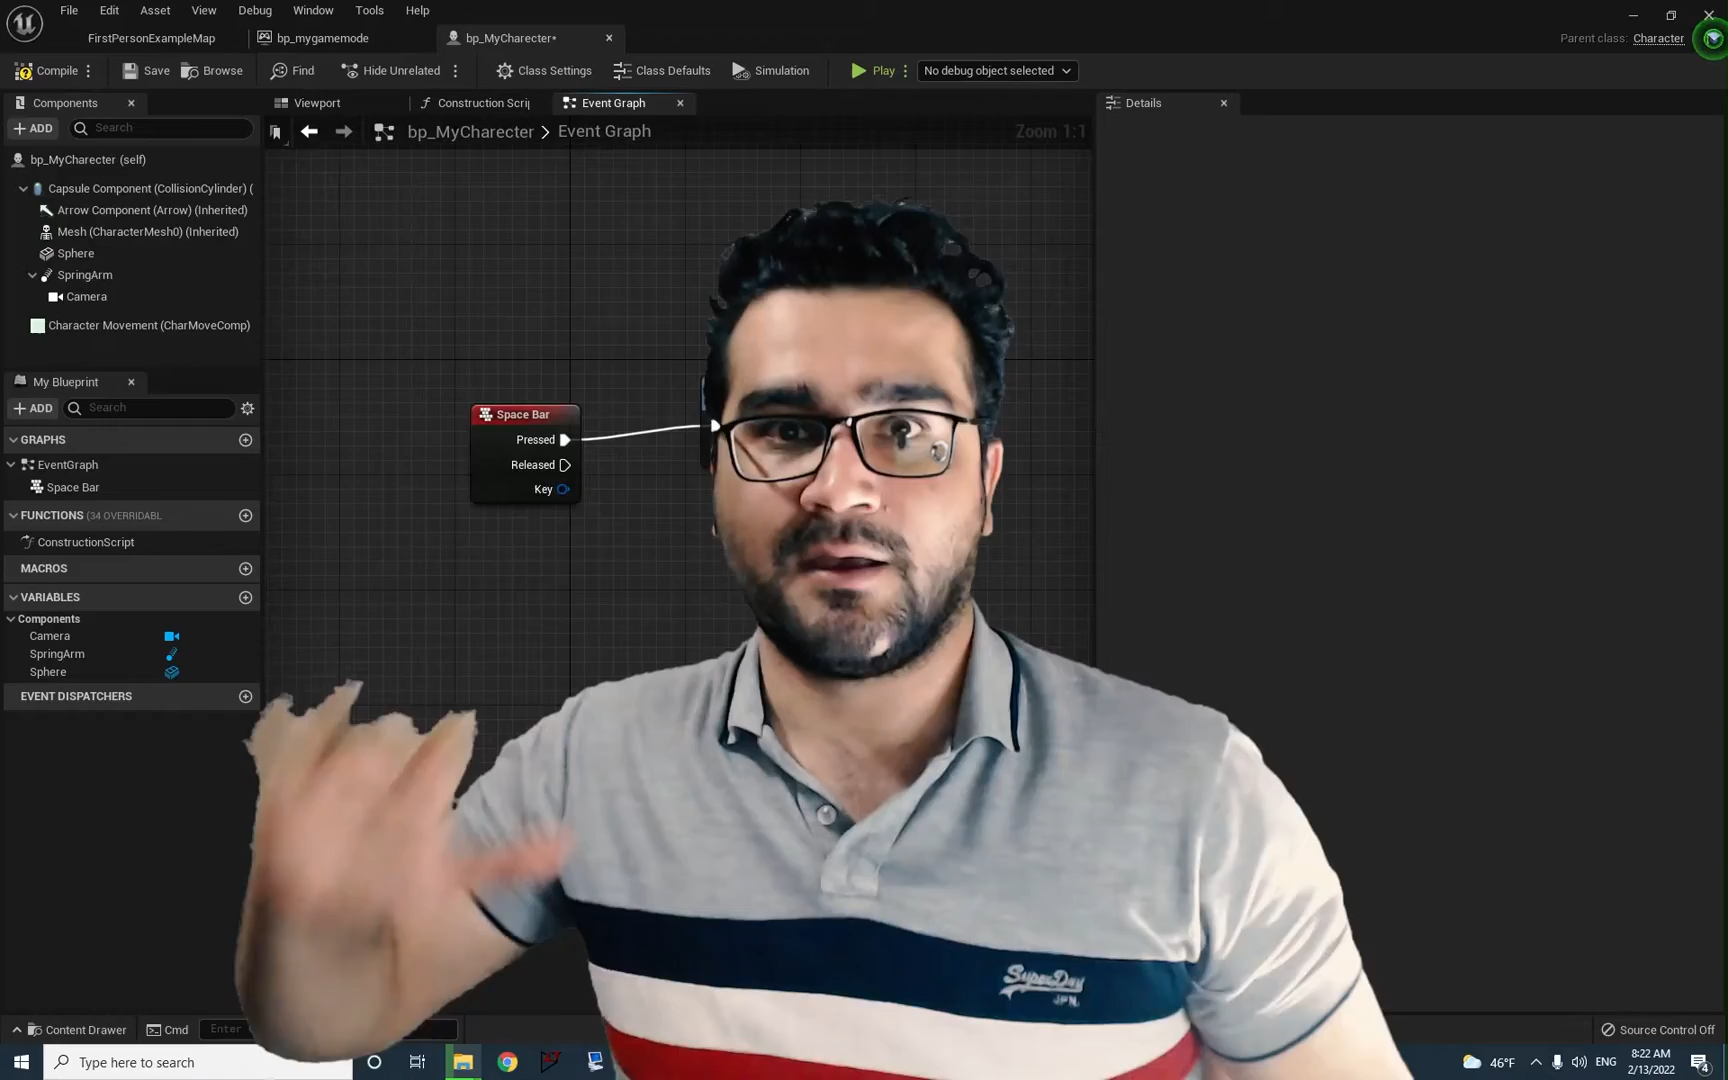 File Edit Asset View Debug Window Tools Help
FirstPersonExampleMap bp_mygamemode bp_MyCharecter• Parent class: Character
Compile Save Browse Find Hide Unrelated Class Settings Class Defaults Simulation Play No debug object selected
Components Viewport Construction Scrip Event Graph Details
ADD Search bp_MyCharecter > Event Graph Zoom 1:1
bp_MyCharecter (self)
Capsule Component (CollisionCylinder) (
Arrow Component (Arrow) (Inherited)
Mesh (CharacterMesh0) (Inherited)
Sphere
SpringArm
Camera
Character Movement (CharMoveComp)
My Blueprint
ADD Search
GRAPHS
EventGraph
Space Bar
FUNCTIONS (34 OVERRIDABL
ConstructionScript
MACROS
VARIABLES
Components
Camera
SpringArm
Sphere
EVENT DISPATCHERS
Space Bar
Pressed
Released
Key
SuperDry
JPN.
Content Drawer Cmd Enter Source Control Off
Type here to search 46°F ENG 8:22 AM
2/13/2022 4